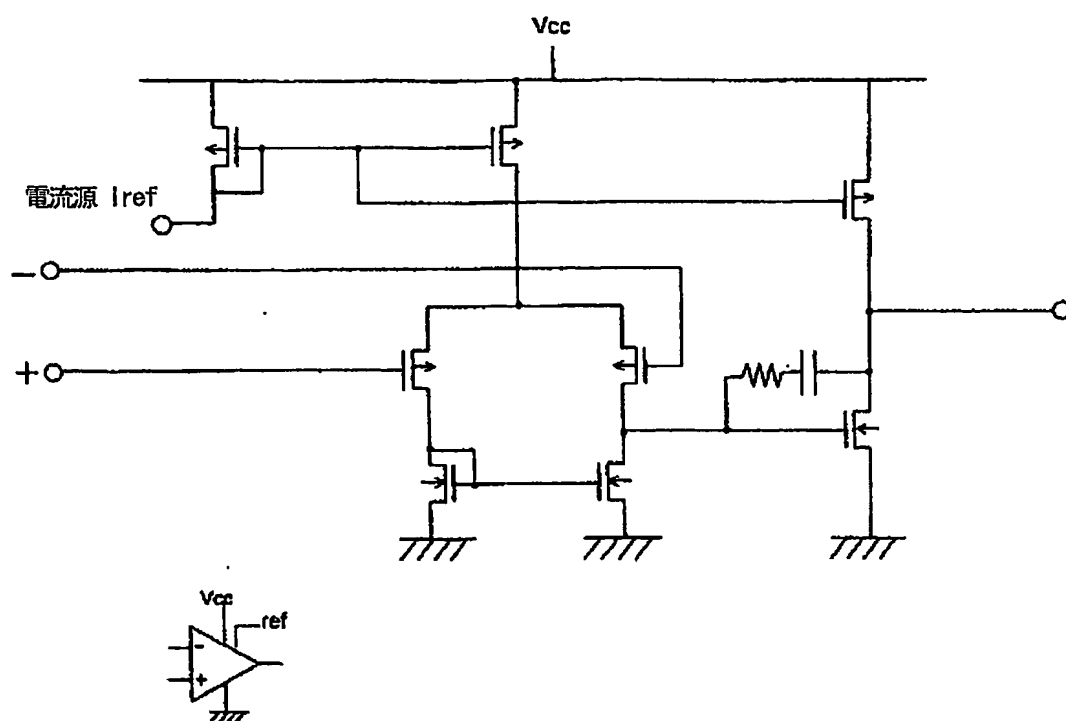 Vcc
電流源 Iref
−
+
Vcc
ref
-
+